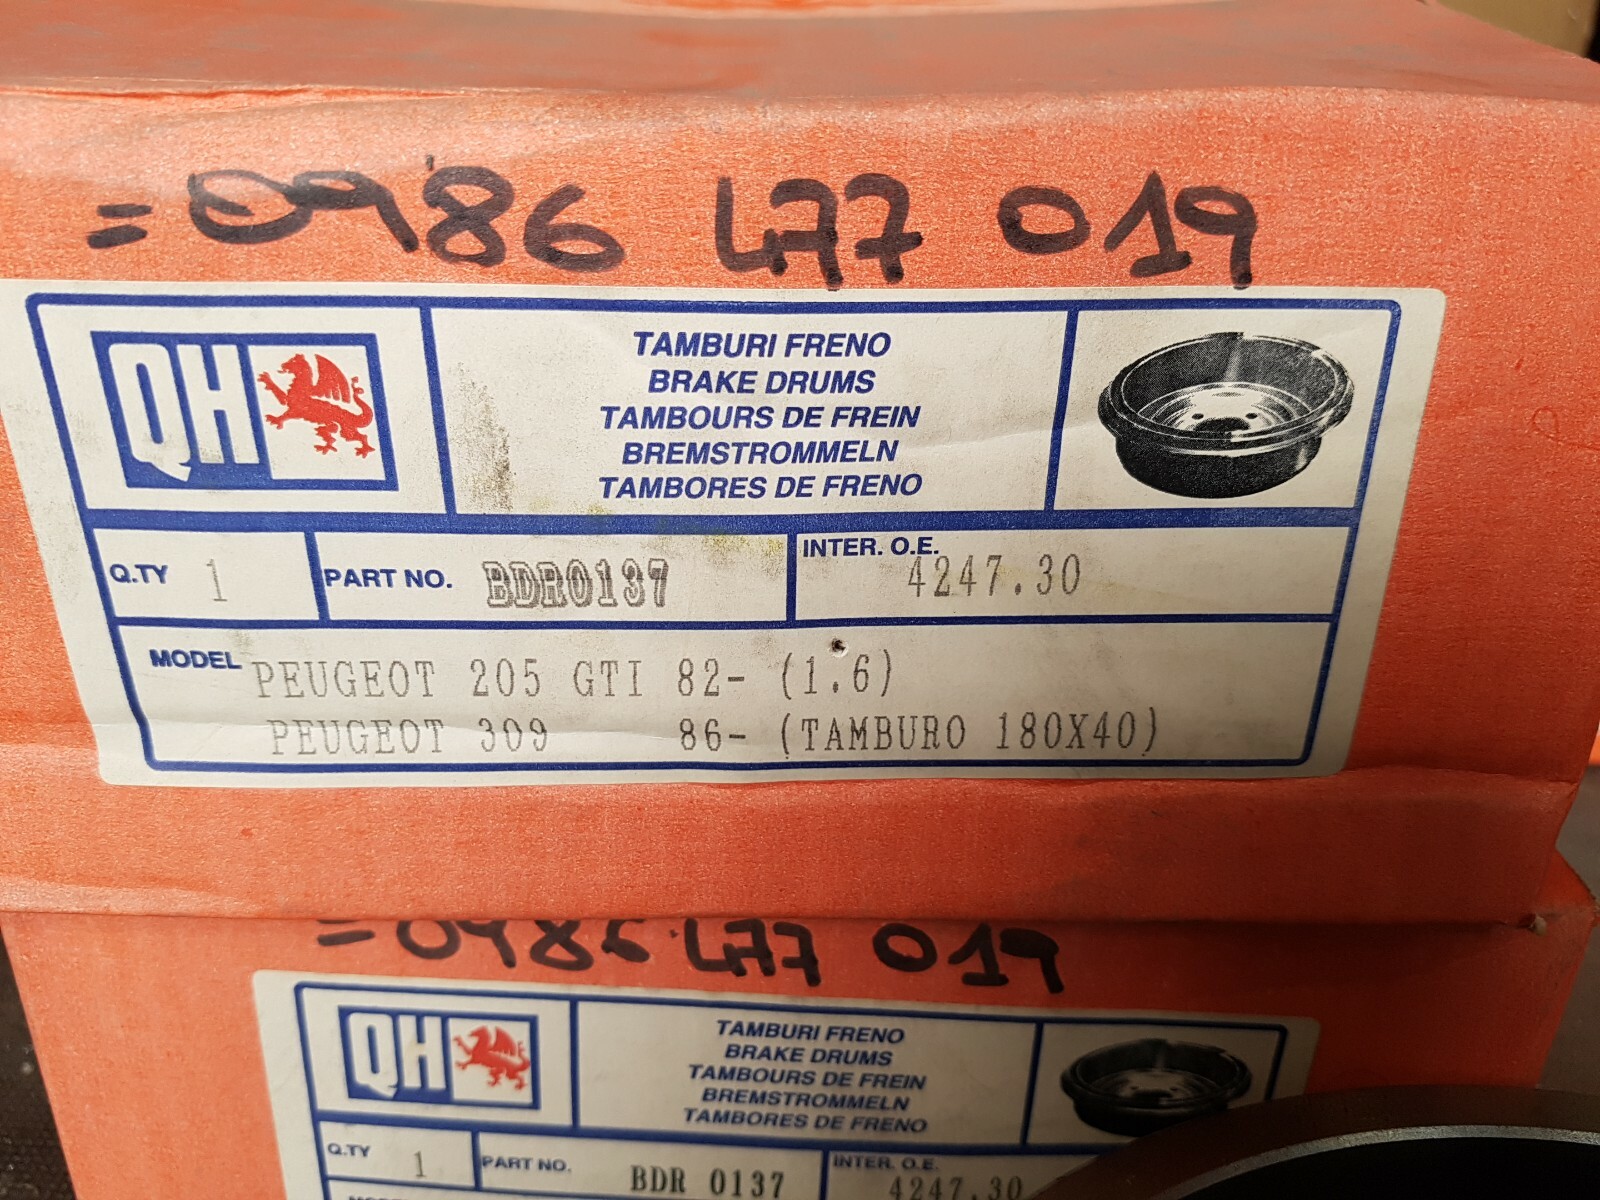 =0986 477 019
QH
TAMBURI FRENO
BRAKE DRUMS
TAMBOURS DE FREIN
BREMSTROMMELN
TAMBORES DE FRENO
Q.TY 1
PART NO. BDR0137
INTER. O.E. 4247.30
MODEL PEUGEOT 205 GTI 82- (1.6)
PEUGEOT 309 86- (TAMBURO 180X40)
=0986 477 019
QH
TAMBURI FRENO
BRAKE DRUMS
TAMBOURS DE FREIN
BREMSTROMMELN
TAMBORES DE FRENO
Q.TY 1
PART NO. BDR 0137
INTER. O.E. 4247.30